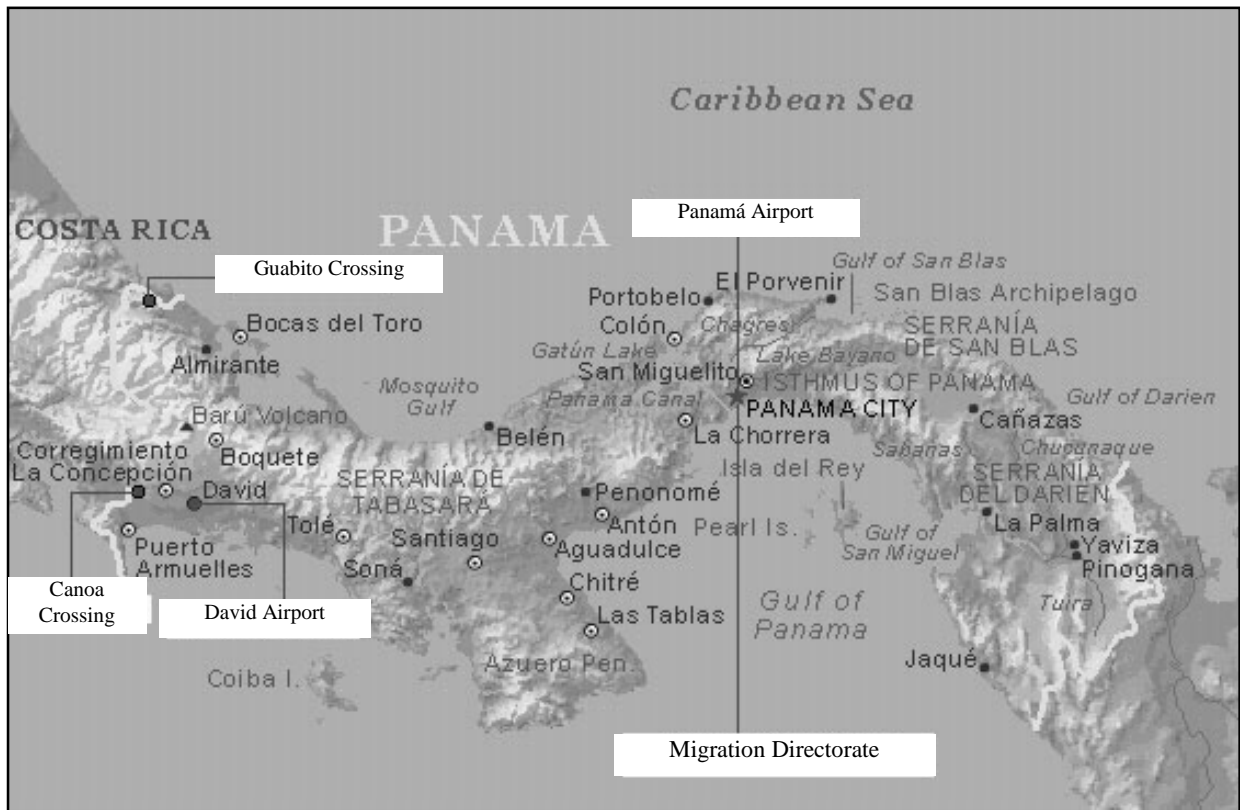 Caribbean Sea
Panamá Airport
COSTA RICA
PANAMA
Guabito Crossing
Gulf of San Blas
El Porvenir
Portobelo
San Blas Archipelago
Bocas del Toro
Colón
Chagres
SERRANÍA
DE SAN BLAS
Almirante
Gatún Lake
Lake Bayano
San Miguelito
ISTHMUS OF PANAMA
Mosquito
Gulf
Panama Canal
PANAMA CITY
Gulf of Darien
Barú Volcano
Belén
La Chorrera
Cañazas
Corregimiento
La Concepción
Boquete
Sabanas
Chucunaque
Isla del Rey
SERRANÍA DE
TABASARÁ
SERRANÍA
DEL DARIEN
David
Penonomé
Antón
Pearl Is.
La Palma
Tolé
Santiago
Aguadulce
Gulf of
San Miguel
Yaviza
Pinogana
Puerto
Armuelles
Soná
Chitré
Canoa
Crossing
David Airport
Las Tablas
Gulf of
Panama
Tuira
Azuero Pen.
Jaqué
Coiba I.
Migration Directorate